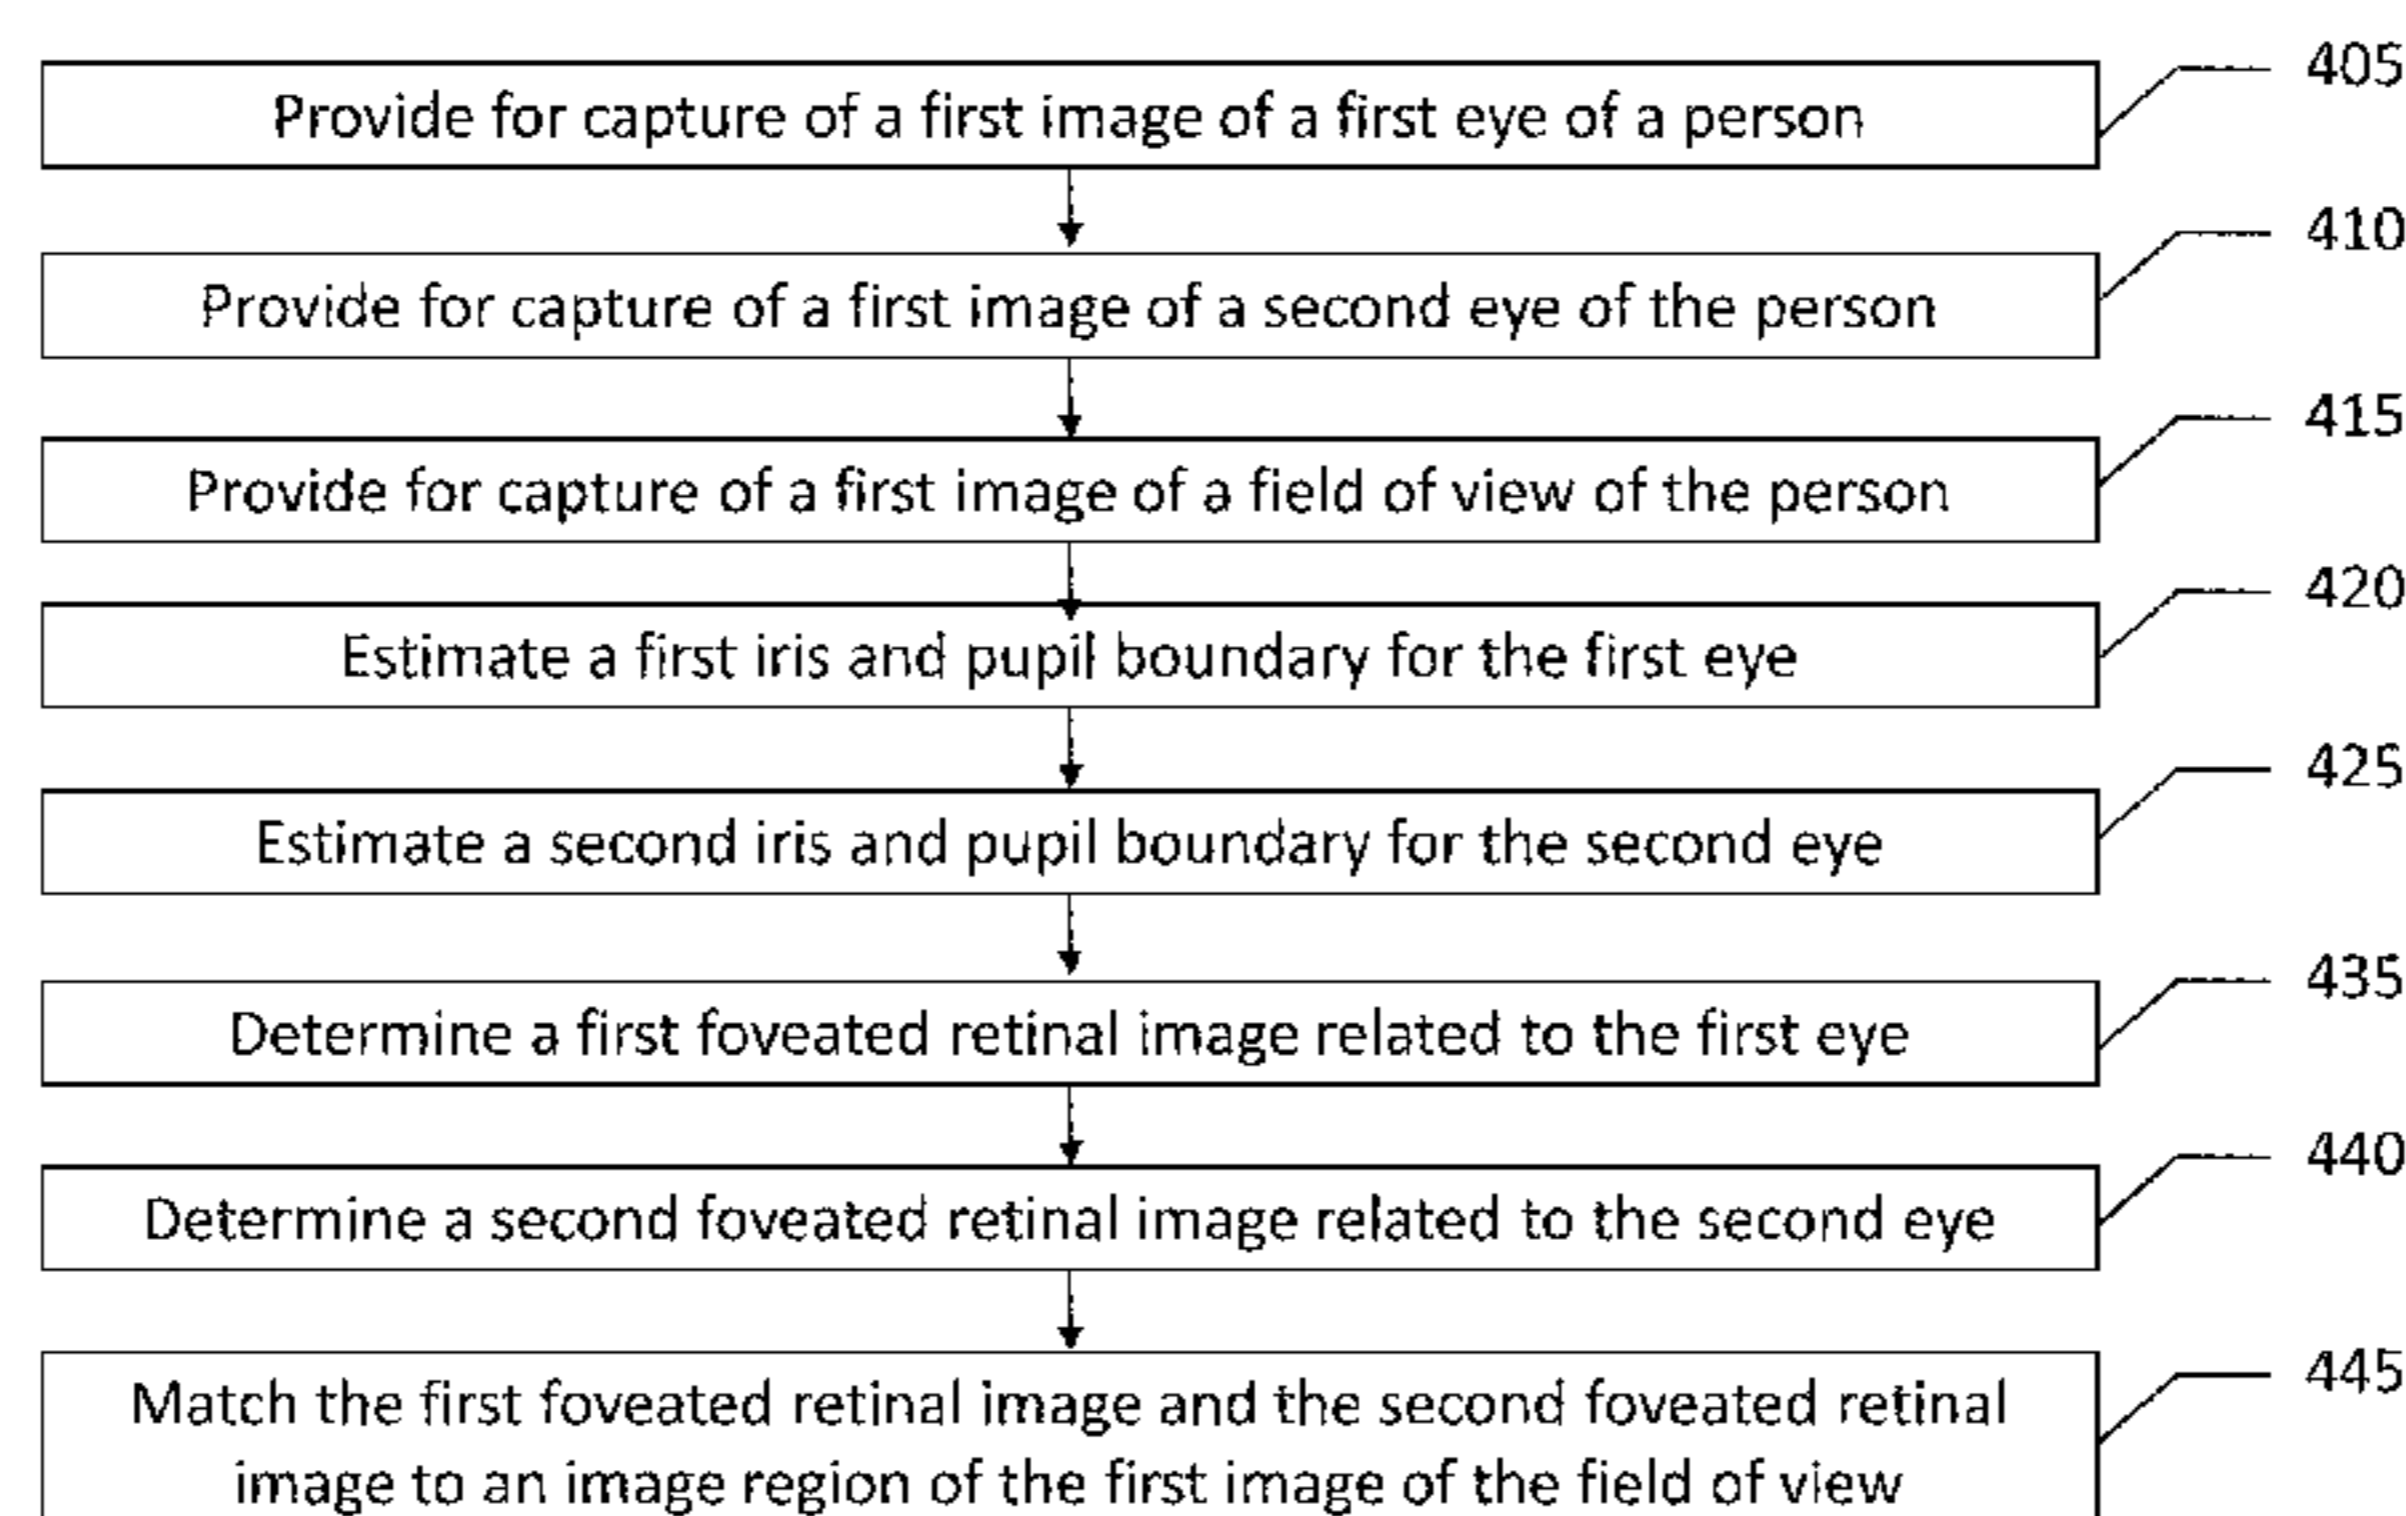 405
Provide for capture of a first image of a first eye of a person
410
Provide for capture of a first image of a second eye of the person
415
Provide for capture of a first image of a field of view of the person
420
Estimate a first iris and pupil boundary for the first eye
425
Estimate a second iris and pupil boundary for the second eye
435
Determine a first foveated retinal image related to the first eye
440
Determine a second foveated retinal image related to the second eye
445
Match the first foveated retinal image and the second foveated retinal
image to an image region of the first image of the field of view